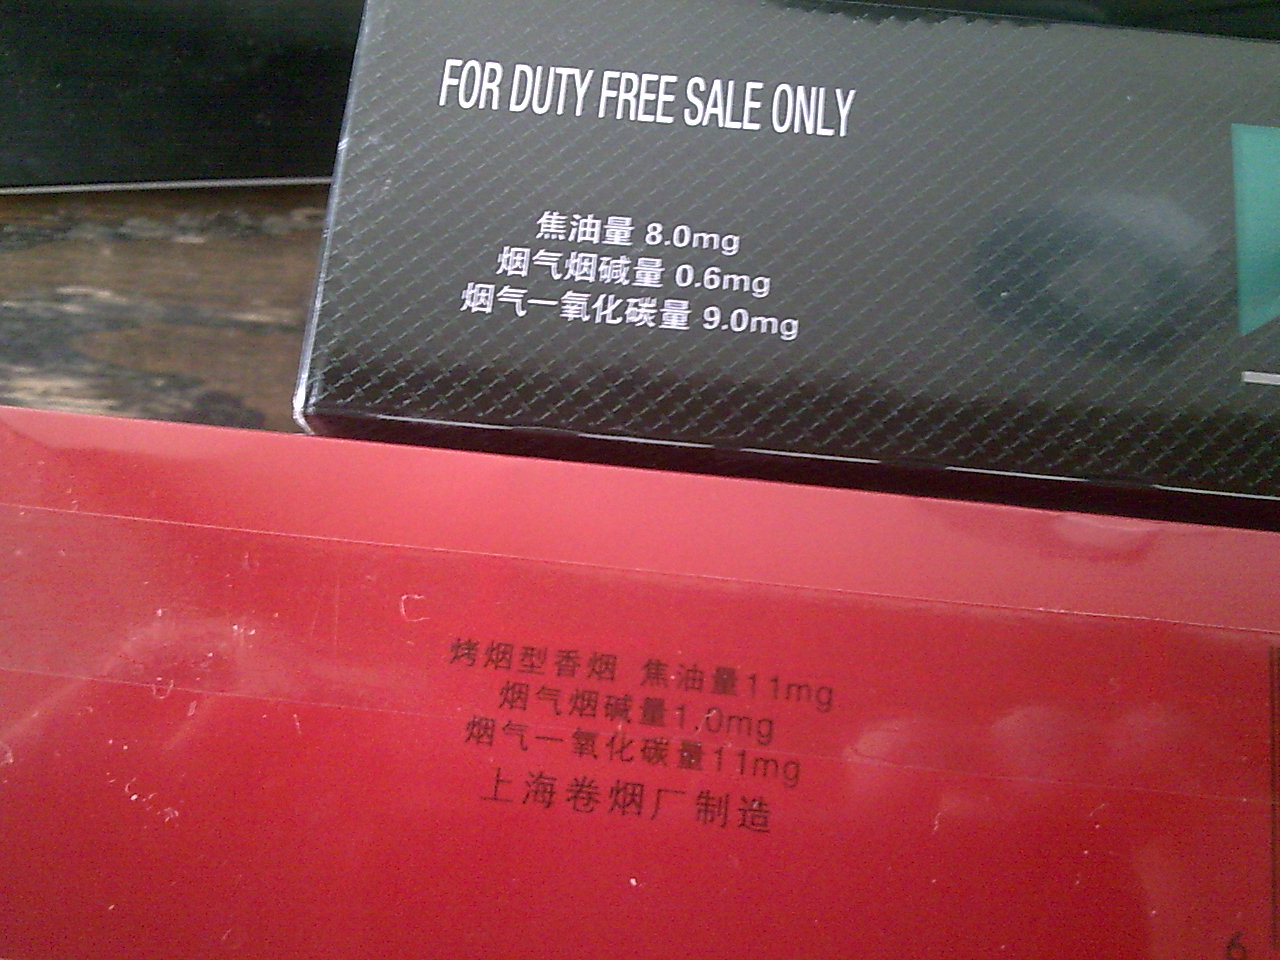 FOR DUTY FREE SALE ONLY
焦油量 8.0mg
烟气烟碱量 0.6mg
烟气一氧化碳量 9.0mg
烤烟型香烟 焦油量11mg
烟气烟碱量1.0mg
烟气一氧化碳量11mg
上海卷烟厂制造
6